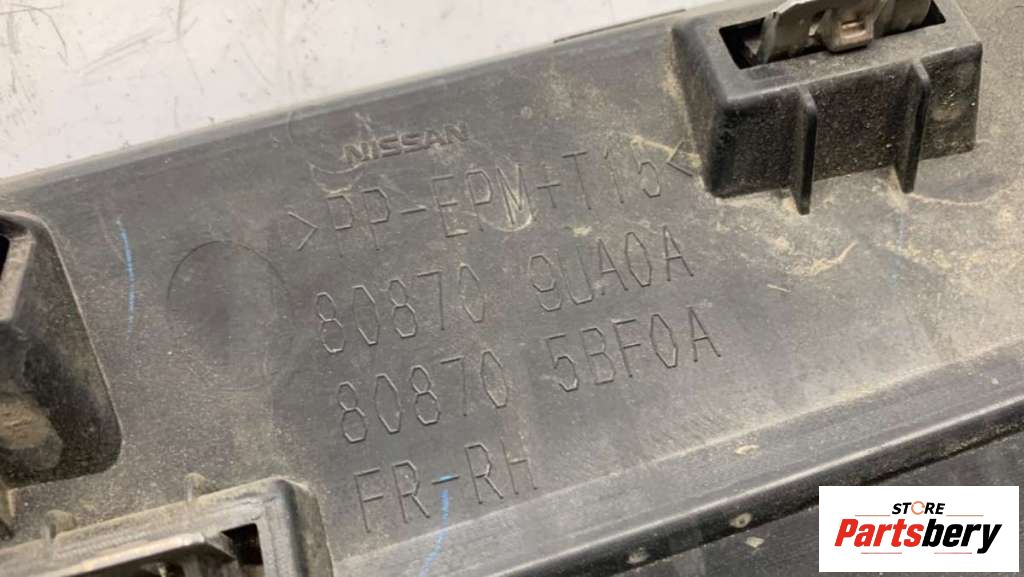 NISSAN
>PP-EPM+T15<
80870 9UA0A
80870 5BF0A
FR-RH
STORE
Partsbery